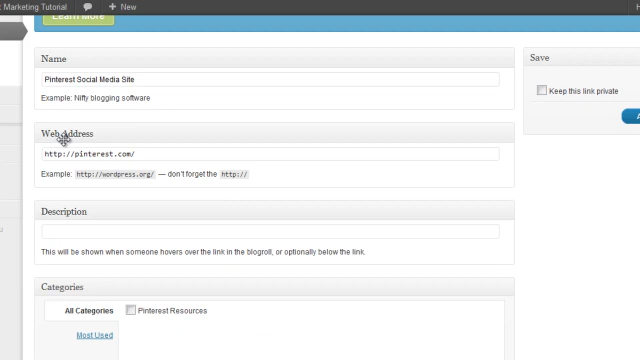 Marketing Tutorial
New
Learn More
Name
Save
Pinterest Social Media Site
Keep this link private
Example: Nifty blogging software
Web Address
http://pinterest.com/
Example: http://wordpress.org/ — don't forget the http://
Description
This will be shown when someone hovers over the link in the blogroll, or optionally below the link.
Categories
All Categories
Pinterest Resources
Most Used